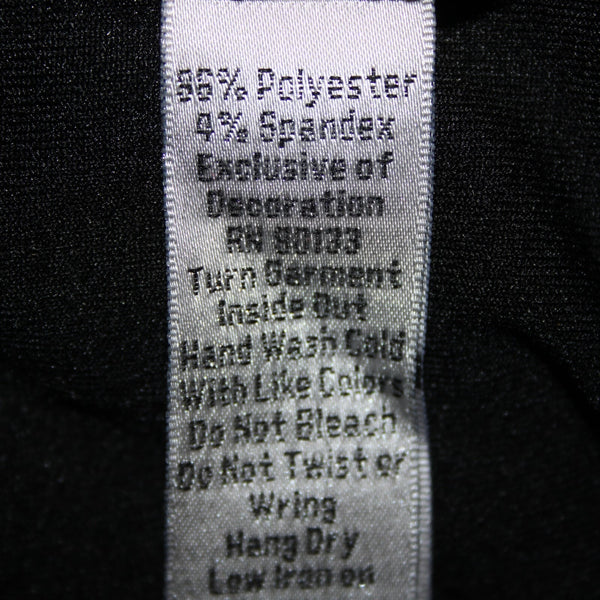 96% Polyester
4% Spandex
Exclusive of
Decoration
RN 90133
Turn Garment
Inside Out
Hand Wash Cold
With Like Colors
Do Not Bleach
Do Not Twist or
Wring
Hang Dry
Low Iron on